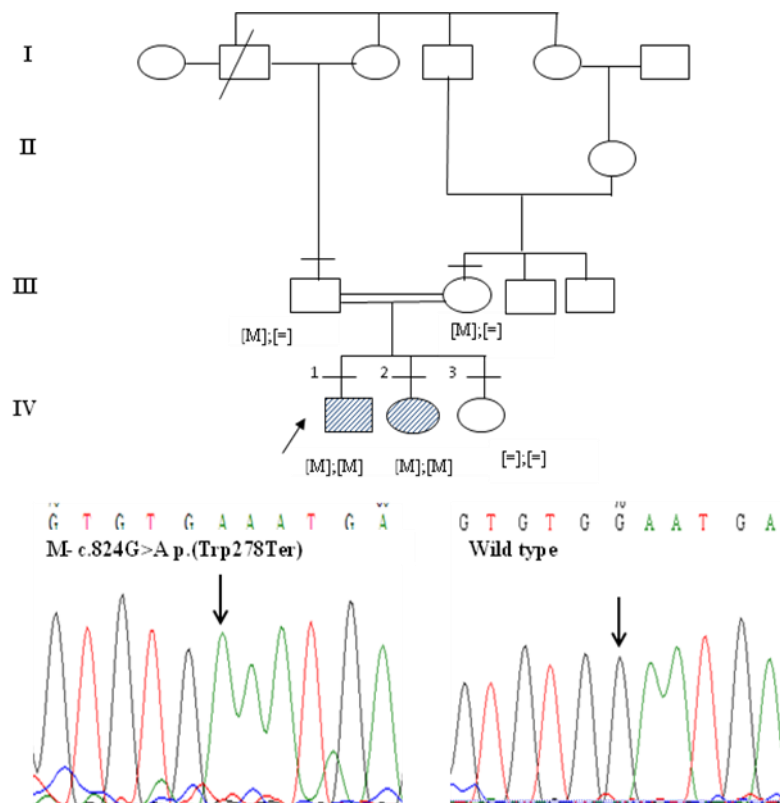 I
II
III
[M];[=]
[M];[=]
1 2 3
IV
[M];[M]
[M];[M]
[=];[=]
G T G T G A A A T G A
M- c.824G>A p.(Trp278Ter)
G T G T G G A A T G A
Wild type